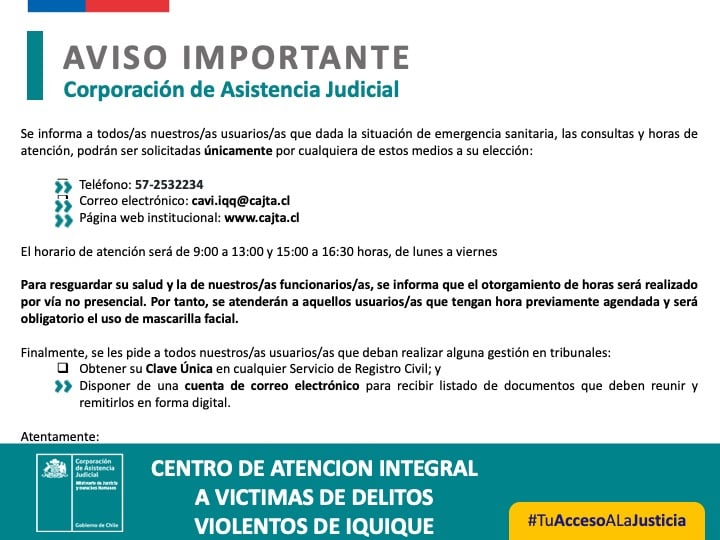 AVISO IMPORTANTE
Corporación de Asistencia Judicial
Se informa a todos/as nuestros/as usuarios/as que dada la situación de emergencia sanitaria, las consultas y horas de
atención, podrán ser solicitadas únicamente por cualquiera de estos medios a su elección:
Teléfono: 57-2532234
Correo electrónico: cavi.iqq@cajta.cl
Página web institucional: www.cajta.cl
El horario de atención será de 9:00 a 13:00 y 15:00 a 16:30 horas, de lunes a viernes
Para resguardar su salud y la de nuestros/as funcionarios/as, se informa que el otorgamiento de horas será realizado
por vía no presencial. Por tanto, se atenderán a aquellos usuarios/as que tengan hora previamente agendada y será
obligatorio el uso de mascarilla facial.
Finalmente, se les pide a todos nuestros/as usuarios/as que deban realizar alguna gestión en tribunales:
Obtener su Clave Única en cualquier Servicio de Registro Civil; y
Disponer de una cuenta de correo electrónico para recibir listado de documentos que deben reunir y
remitirlos en forma digital.
Atentamente:
Corporación
de Asistencia
Judicial
Ministerio de Justicia
y Derechos Humanos
Gobierno de Chile
CENTRO DE ATENCION INTEGRAL
A VICTIMAS DE DELITOS
VIOLENTOS DE IQUIQUE
#TuAccesoALaJusticia